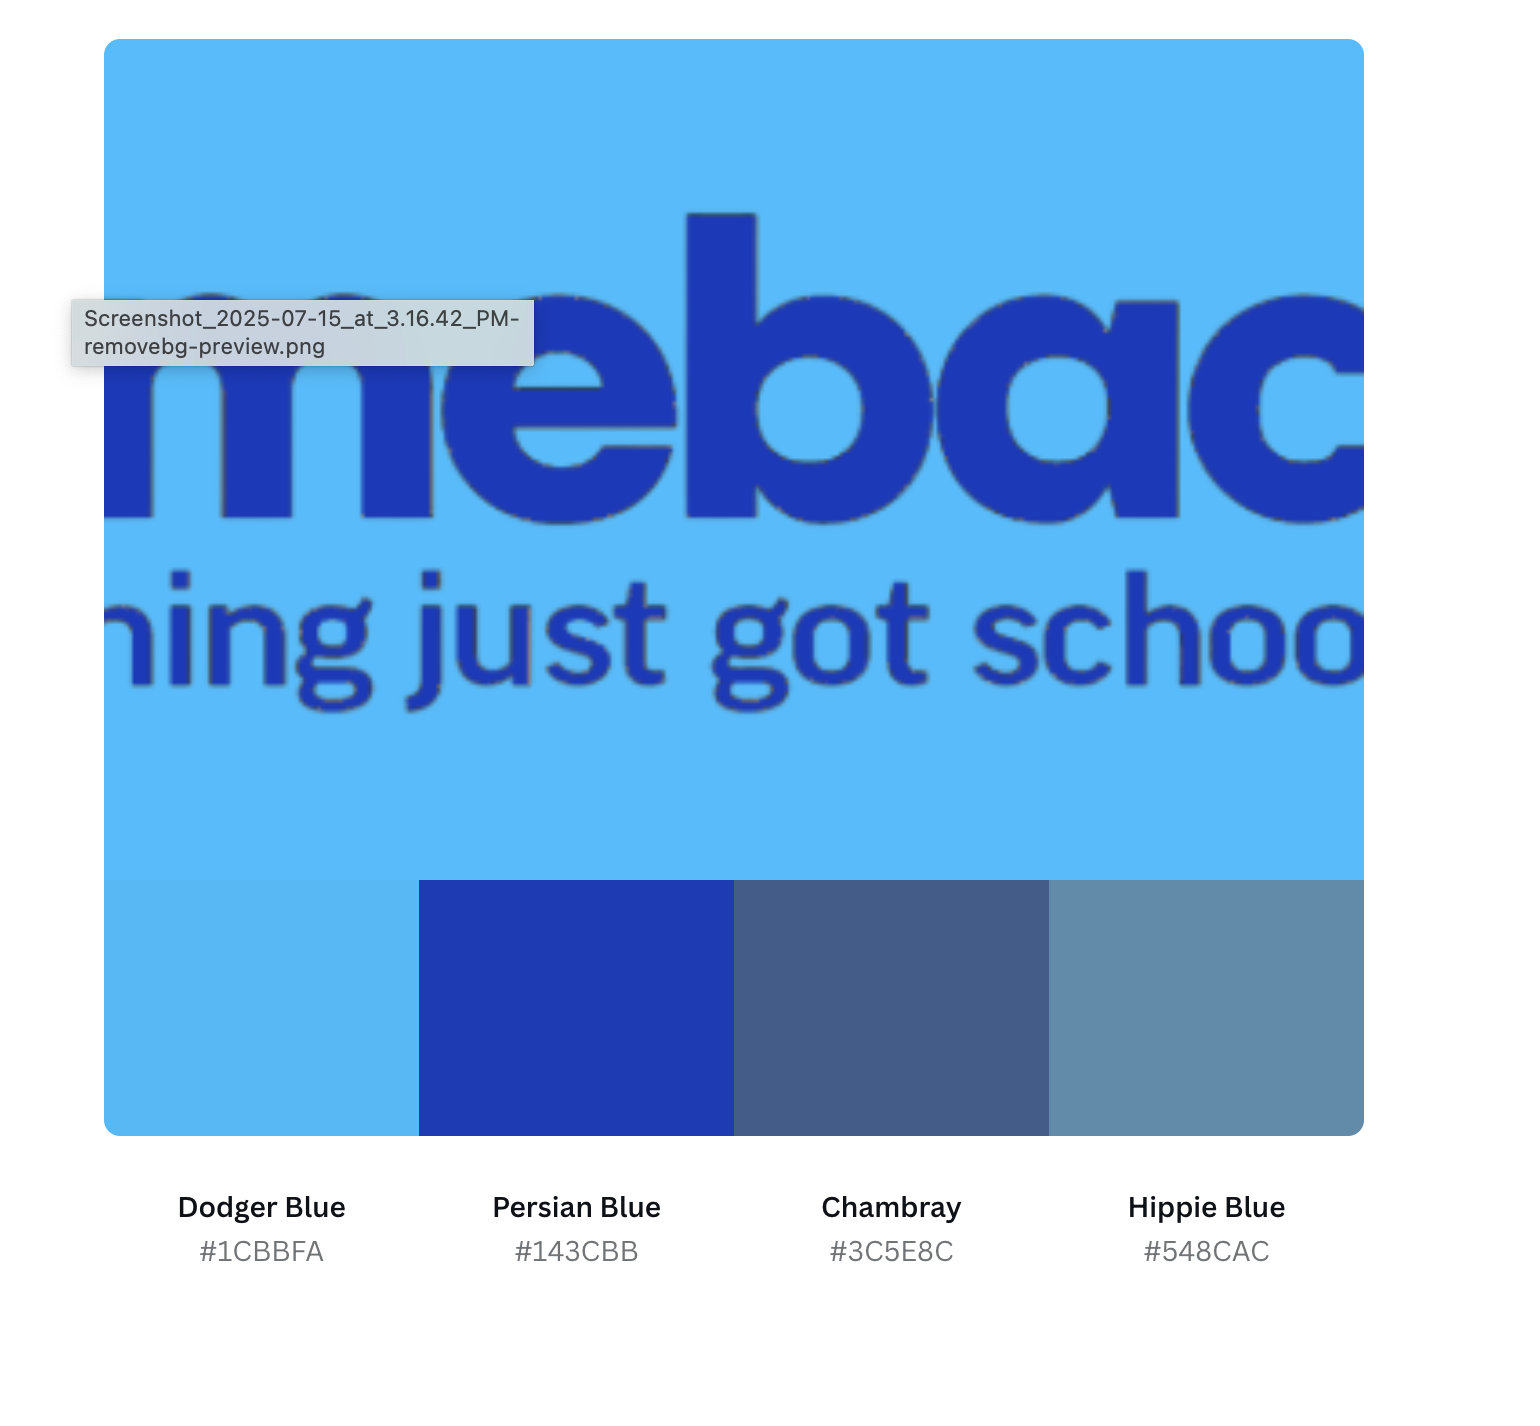 Screenshot_2025-07-15_at_3.16.42_PM-
removebg-preview.png
mebac
ning just got schoo
Dodger Blue
Persian Blue
Chambray
Hippie Blue
#1CBBFA
#143CBB
#3C5E8C
#548CAC